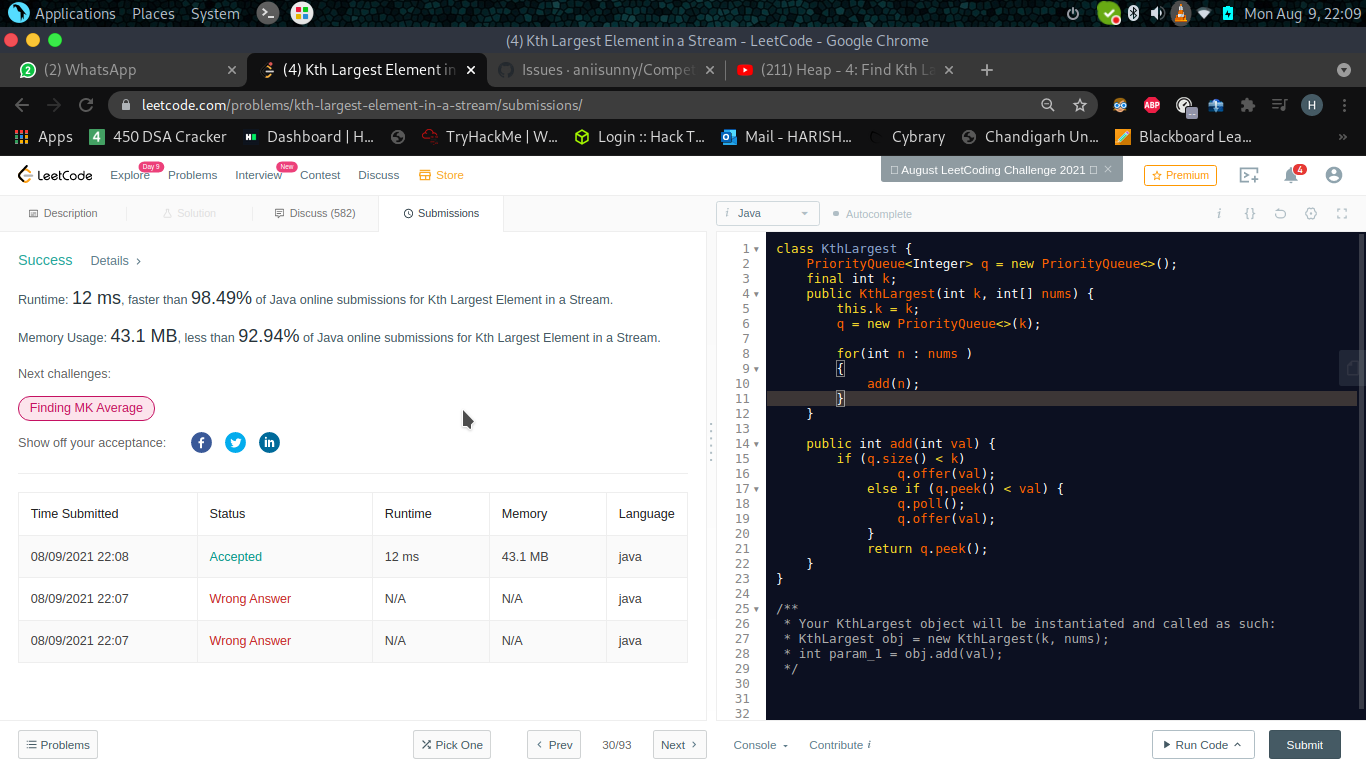 Applications Places System Mon Aug 9, 22:09
(4) Kth Largest Element in a Stream - LeetCode - Google Chrome
(2) WhatsApp (4) Kth Largest Element in Issues · aniisunny/Compet (211) Heap - 4: Find Kth La
leetcode.com/problems/kth-largest-element-in-a-stream/submissions/ ABP H
Apps 4 450 DSA Cracker Dashboard | H... TryHackMe | W... Login :: Hack T... Mail - HARISH... Cybrary Chandigarh Un... Blackboard Lea... »
LeetCode Explore Day 9 Problems Interview New Contest Discuss Store August LeetCoding Challenge 2021 Premium 4
Description Solution Discuss (582) Submissions
i Java Autocomplete i {}
Success Details >
Runtime: 12 ms, faster than 98.49% of Java online submissions for Kth Largest Element in a Stream.
Memory Usage: 43.1 MB, less than 92.94% of Java online submissions for Kth Largest Element in a Stream.
Next challenges:
Finding MK Average
Show off your acceptance:
Time Submitted Status Runtime Memory Language
08/09/2021 22:08 Accepted 12 ms 43.1 MB java
08/09/2021 22:07 Wrong Answer N/A N/A java
08/09/2021 22:07 Wrong Answer N/A N/A java
1 class KthLargest {
2 PriorityQueue<Integer> q = new PriorityQueue<>();
3 final int k;
4 public KthLargest(int k, int[] nums) {
5 this.k = k;
6 q = new PriorityQueue<>(k);
7
8 for(int n : nums )
9 {
10 add(n);
11 }
12 }
13
14 public int add(int val) {
15 if (q.size() < k)
16 q.offer(val);
17 else if (q.peek() < val) {
18 q.poll();
19 q.offer(val);
20 }
21 return q.peek();
22 }
23 }
24
25 /**
26 * Your KthLargest object will be instantiated and called as such:
27 * KthLargest obj = new KthLargest(k, nums);
28 * int param_1 = obj.add(val);
29 */
30
31
32
Problems Pick One < Prev 30/93 Next > Console Contribute i Run Code Submit